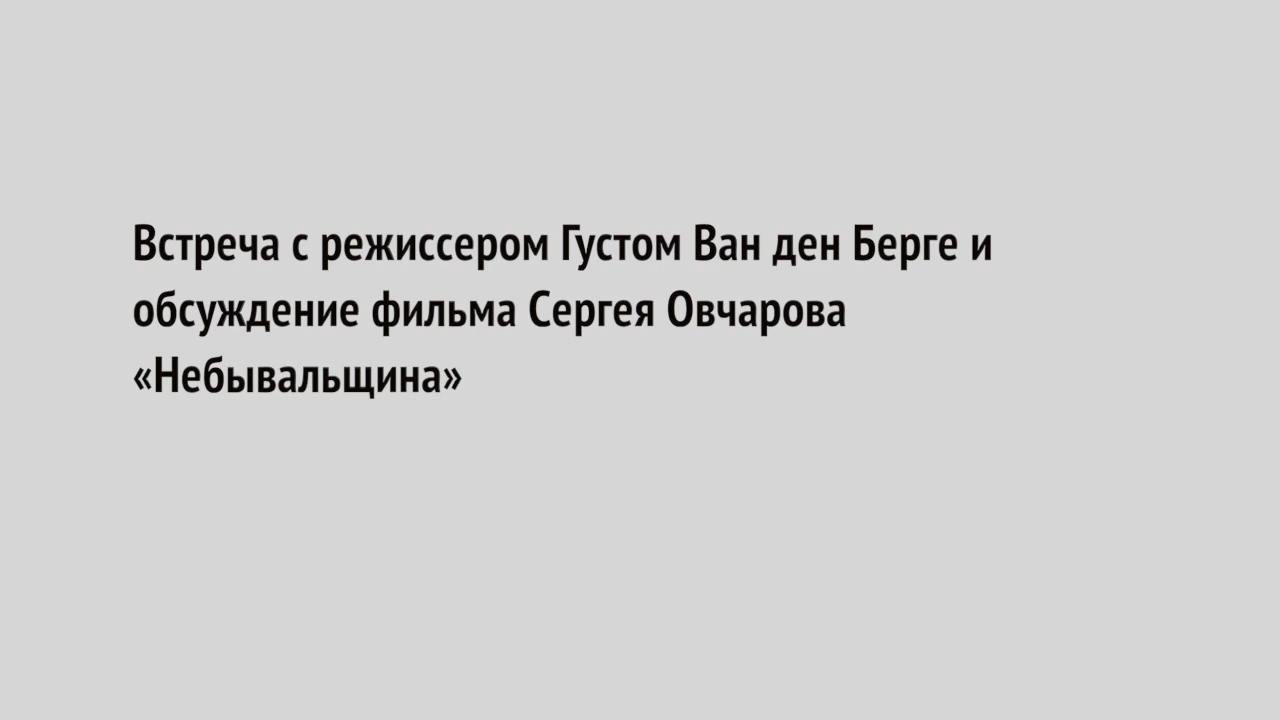 Встреча с режиссером Густом Ван ден Берге и
обсуждение фильма Сергея Овчарова
«Небывальщина»